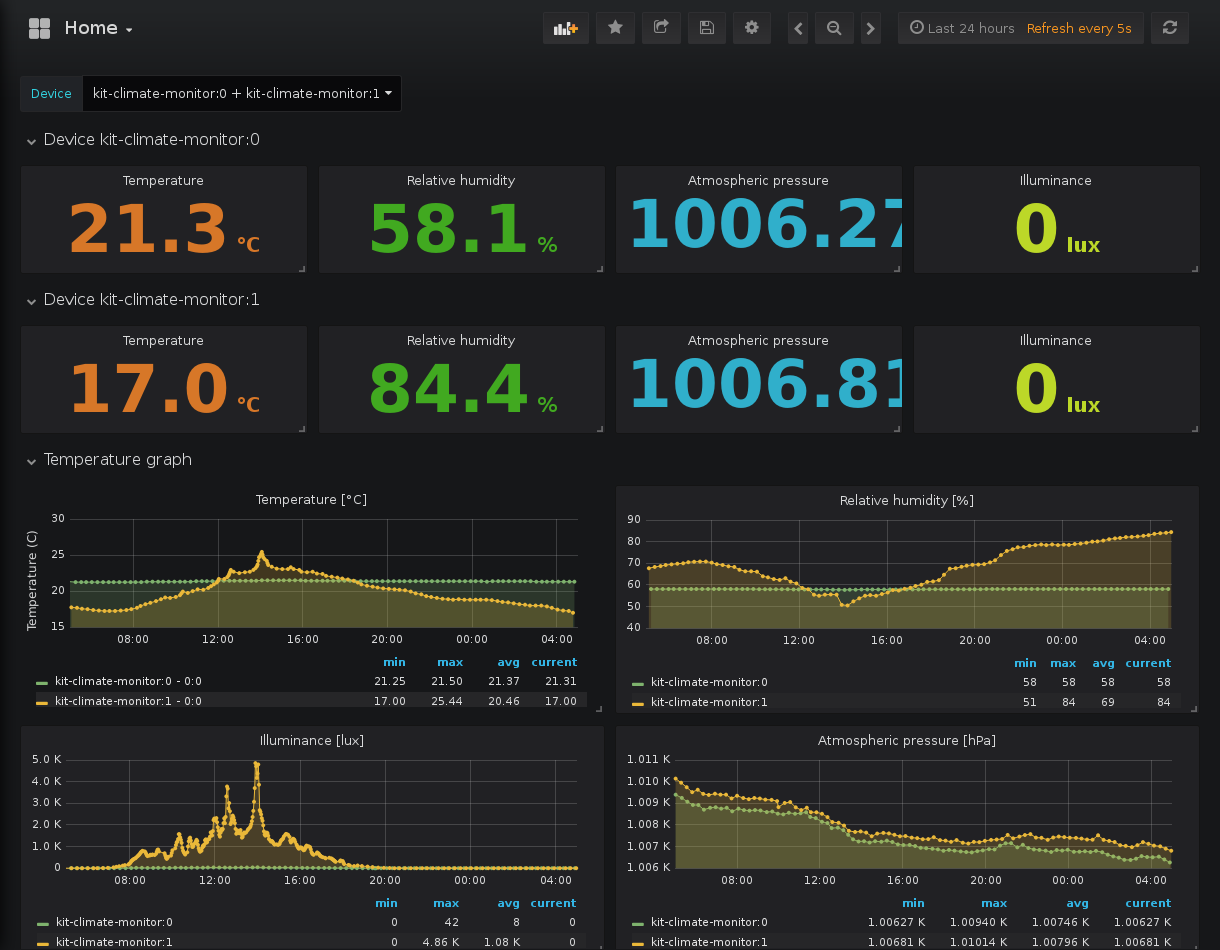 Home
Last 24 hours Refresh every 5s
Device kit-climate-monitor:0 + kit-climate-monitor:1
Device kit-climate-monitor:0
Temperature Relative humidity Atmospheric pressure Illuminance
21.3 °C 58.1 % 1006.27 0 lux
Device kit-climate-monitor:1
Temperature Relative humidity Atmospheric pressure Illuminance
17.0 °C 84.4 % 1006.81 0 lux
Temperature graph
Temperature [°C]
Temperature (C)
30
25
20
15
08:00 12:00 16:00 20:00 00:00 04:00
min max avg current
kit-climate-monitor:0 - 0:0 21.25 21.50 21.37 21.31
kit-climate-monitor:1 - 0:0 17.00 25.44 20.46 17.00
Relative humidity [%]
90
80
70
60
50
40
08:00 12:00 16:00 20:00 00:00 04:00
min max avg current
kit-climate-monitor:0 58 58 58 58
kit-climate-monitor:1 51 84 69 84
Illuminance [lux]
5.0 K
4.0 K
3.0 K
2.0 K
1.0 K
0
08:00 12:00 16:00 20:00 00:00 04:00
min max avg current
kit-climate-monitor:0 0 42 8 0
kit-climate-monitor:1 0 4.86 K 1.08 K 0
Atmospheric pressure [hPa]
1.011 K
1.010 K
1.009 K
1.008 K
1.007 K
1.006 K
08:00 12:00 16:00 20:00 00:00 04:00
min max avg current
kit-climate-monitor:0 1.00627 K 1.00940 K 1.00746 K 1.00627 K
kit-climate-monitor:1 1.00681 K 1.01014 K 1.00796 K 1.00681 K